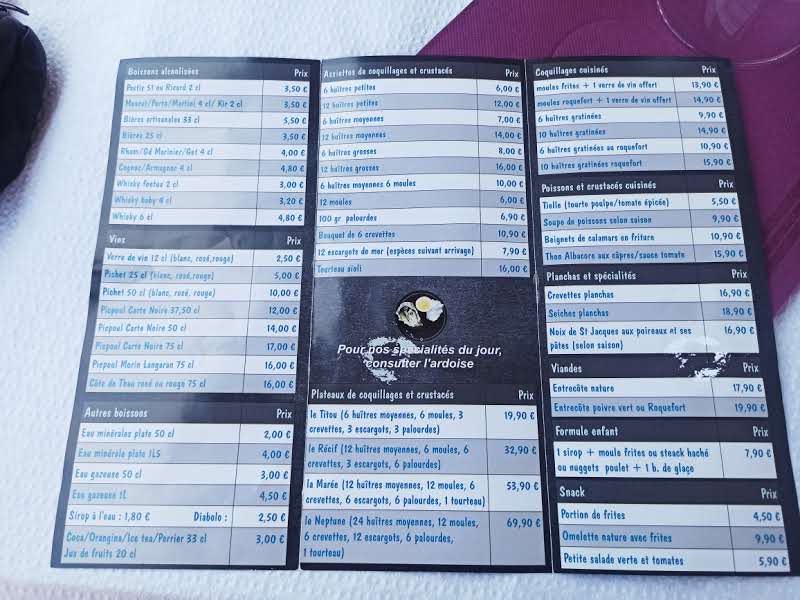 Boissons alcoolisées Prix
Pastis 51 ou Ricard 2 cl 3,50 €
Muscat/Porto/Martini 4 cl/ Kir 2 cl 3,50 €
Bières artisanales 33 cl 5,50 €
Bières 25 cl 3,50 €
Rhum/Gd Marinier/Get 4 cl 4,00 €
Cognac/Armagnac 4 cl 4,80 €
Whisky foetus 2 cl 3,00 €
Whisky baby 4 cl 3,20 €
Whisky 6 cl 4,80 €
Vins Prix
Verre de vin 12 cl (blanc, rosé,rouge) 2,50 €
Pichet 25 cl (blanc, rosé,rouge) 5,00 €
Pichet 50 cl (blanc, rosé, rouge) 10,00 €
Picpoul Carte Noire 37,50 cl 12,00 €
Picpoul Carte Noire 50 cl 14,00 €
Picpoul Carte Noire 75 cl 17,00 €
Picpoul Morin Langaran 75 cl 16,00 €
Côte de Thau rosé ou rouge 75 cl 16,00 €
Autres boissons Prix
Eau minérales plate 50 cl 2,00 €
Eau minérale plate 1L5 4,00 €
Eau gazeuse 50 cl 3,00 €
Eau gazeuse 1L 4,50 €
Sirop à l'eau : 1,80 € Diabolo : 2,50 €
Coca/Orangina/Ice tea/Perrier 33 cl 3,00 €
Jus de fruits 20 cl
Assiettes de coquillages et crustacés Prix
6 huîtres petites 6,00 €
12 huîtres petites 12,00 €
6 huîtres moyennes 7,00 €
12 huîtres moyennes 14,00 €
6 huîtres grosses 8,00 €
12 huîtres grosses 16,00 €
6 huîtres moyennes 6 moules 10,00 €
12 moules 6,00 €
100 gr palourdes 6,90 €
Bouquet de 6 crevettes 10,90 €
12 escargots de mer (espèces suivant arrivage) 7,90 €
Tourteau aïoli 16,00 €
Pour nos spécialités du jour,
consulter l'ardoise
Plateaux de coquillages et crustacés Prix
le Titou (6 huîtres moyennes, 6 moules, 3 19,90 €
crevettes, 3 escargots, 3 palourdes)
le Récif (12 huîtres moyennes, 6 moules, 6 32,90 €
crevettes, 3 escargots, 6 palourdes)
la Marée (12 huîtres moyennes, 12 moules, 6 53,90 €
crevettes, 6 escargots, 6 palourdes, 1 tourteau)
le Neptune (24 huîtres moyennes, 12 moules, 69,90 €
6 crevettes, 12 escargots, 6 palourdes,
1 tourteau)
Coquillages cuisinés Prix
moules frites + 1 verre de vin offert 13,90 €
moules roquefort + 1 verre de vin offert 14,90 €
6 huîtres gratinées 9,90 €
10 huîtres gratinées 14,90 €
6 huîtres gratinées au roquefort 10,90 €
10 huîtres gratinées roquefort 15,90 €
Poissons et crustacés cuisinés Prix
Tielle (tourte poulpe/tomate épicée) 5,50 €
Soupe de poissons selon saison 9,90 €
Beignets de calamars en friture 10,90 €
Thon Albacore aux câpres/sauce tomate 15,90 €
Planchas et spécialités Prix
Crevettes planchas 16,90 €
Seiches planchas 18,90 €
Noix de St Jacques aux poireaux et ses 16,90 €
pâtes (selon saison)
Viandes Prix
Entrecôte nature 17,90 €
Entrecôte poivre vert ou Roquefort 19,90 €
Formule enfant Prix
1 sirop + moule frites ou steack haché 7,90 €
ou nuggets poulet + 1 b. de glaçe
Snack Prix
Portion de frites 4,50 €
Omelette nature avec frites 9,90 €
Petite salade verte et tomates 5,90 €